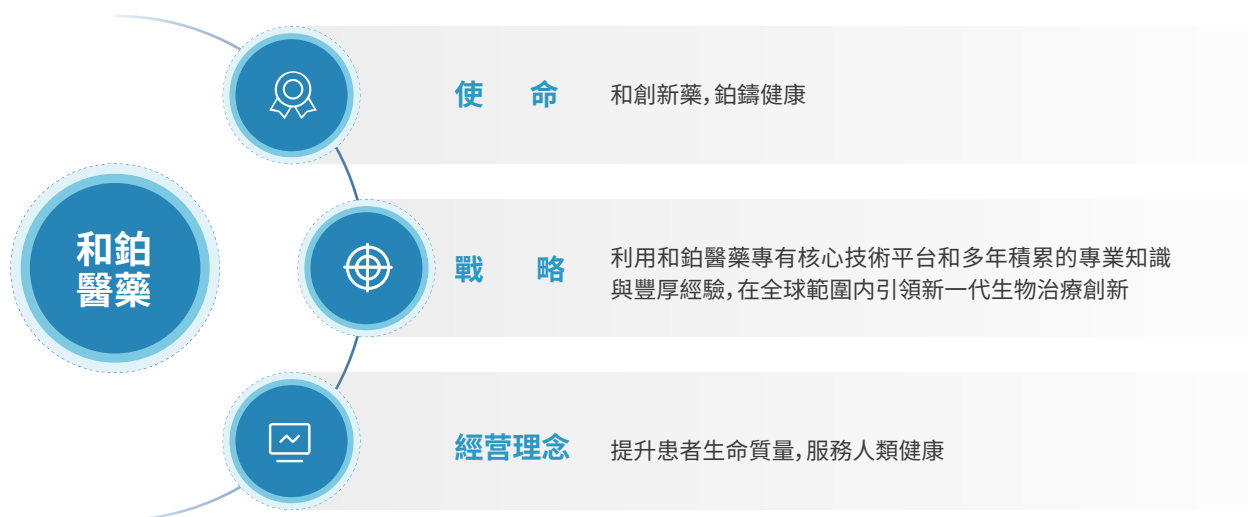 和鉑
醫藥
使 命
和創新藥，鉑鑄健康
戰 略
利用和鉑醫藥專有核心技術平台和多年積累的專業知識
與豐厚經驗，在全球範圍内引領新一代生物治療創新
經营理念
提升患者生命質量，服務人類健康